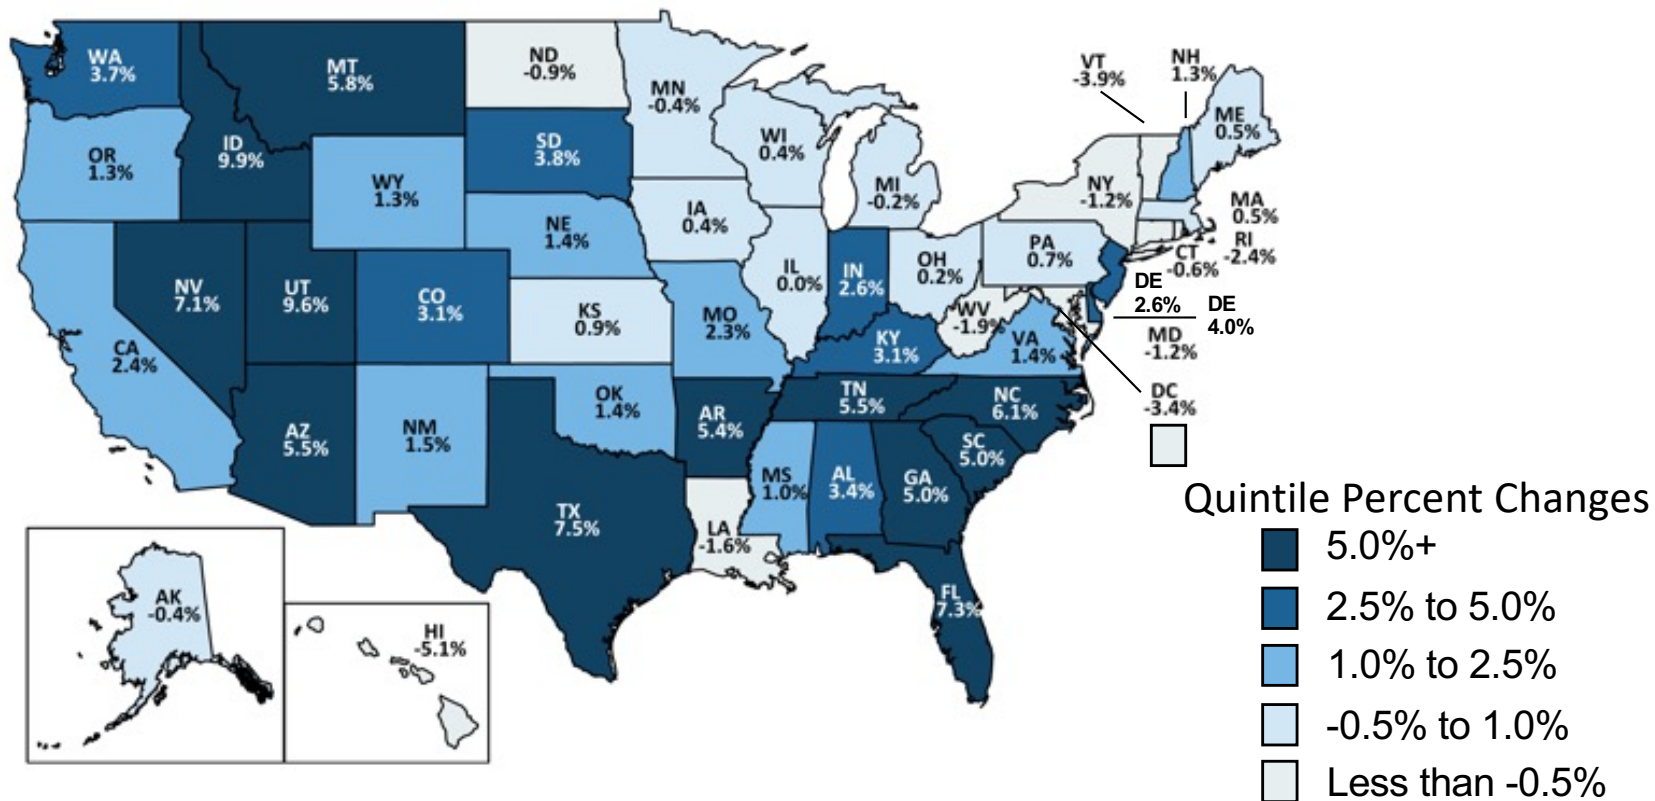 WA
3.7%
MT
5.8%
ND
-0.9%
MN
-0.4%
VT
-3.9%
NH
1.3%
ME
0.5%
OR
1.3%
ID
9.9%
SD
3.8%
WI
0.4%
WY
1.3%
MI
-0.2%
NY
-1.2%
MA
0.5%
RI
-2.4%
CT
-0.6%
IA
0.4%
NE
1.4%
PA
0.7%
NV
7.1%
UT
9.6%
CO
3.1%
KS
0.9%
MO
2.3%
IL
0.0%
IN
2.6%
OH
0.2%
DE
2.6%
DE
4.0%
WV
-1.9%
VA
1.4%
MD
-1.2%
CA
2.4%
KY
3.1%
DC
-3.4%
AZ
5.5%
NM
1.5%
OK
1.4%
AR
5.4%
TN
5.5%
NC
6.1%
SC
5.0%
MS
1.0%
AL
3.4%
GA
5.0%
TX
7.5%
LA
-1.6%
FL
7.3%
AK
-0.4%
HI
-5.1%
Quintile Percent Changes
5.0%+
2.5% to 5.0%
1.0% to 2.5%
-0.5% to 1.0%
Less than -0.5%